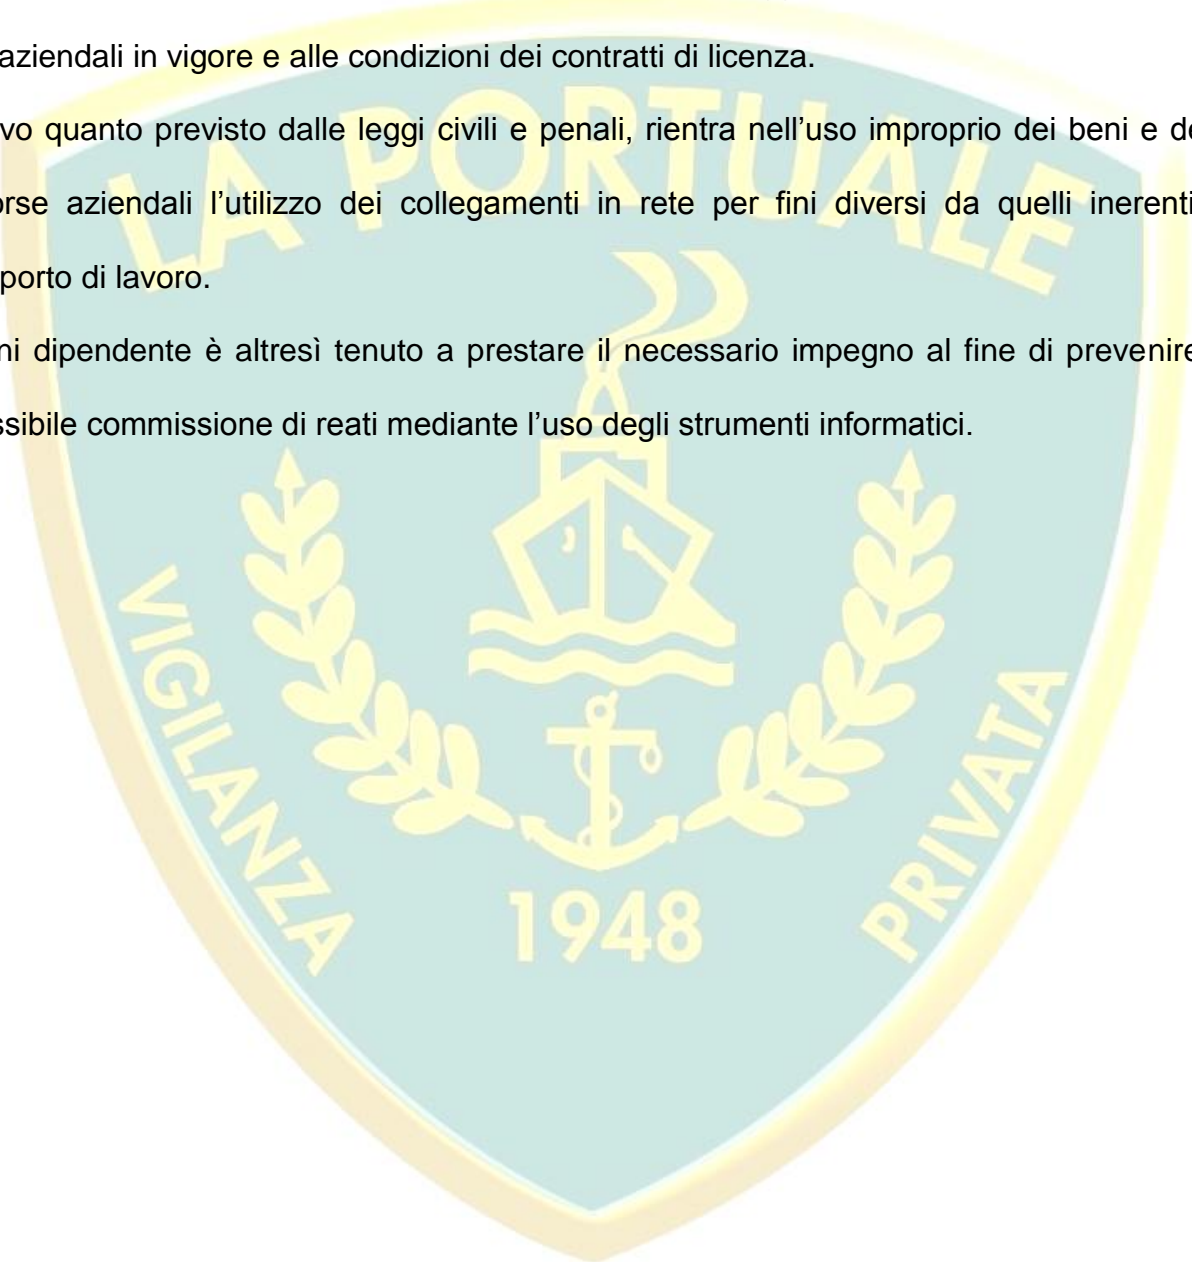 aziendali in vigore e alle condizioni dei contratti di licenza.
vo quanto previsto dalle leggi civili e penali, rientra nell’uso improprio dei beni e de
orse aziendali l’utilizzo dei collegamenti in rete per fini diversi da quelli inerenti
porto di lavoro.
ni dipendente è altresì tenuto a prestare il necessario impegno al fine di prevenire
ssibile commissione di reati mediante l’uso degli strumenti informatici.
LA PORTUALE
VIGILANZA
PRIVATA
1948